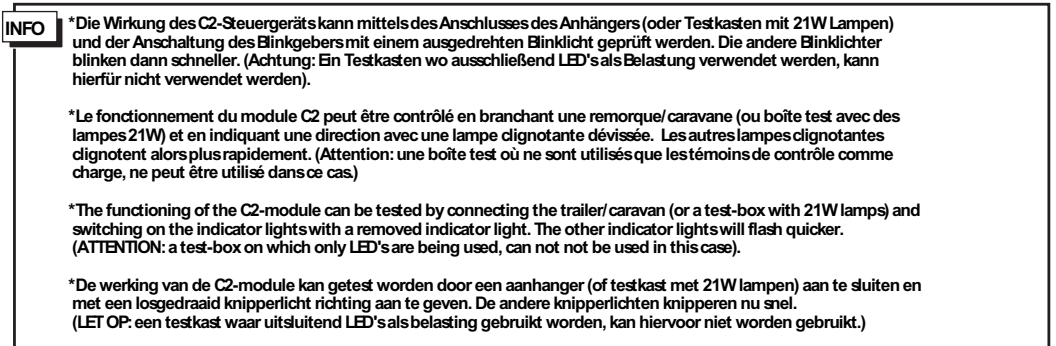 INFO
*Die Wirkung des C2-Steuergeräts kann mittels des Anschlusses des Anhängers (oder Testkasten mit 21W Lampen)
und der Anschaltung des Blinkgebers mit einem ausgedrehten Blinklicht geprüft werden. Die andere Blinklichter
blinken dann schneller. (Achtung: Ein Testkasten wo ausschließend LED's als Belastung verwendet werden, kann
hierfür nicht verwendet werden).
*Le fonctionnement du module C2 peut être contrôlé en branchant une remorque/caravane (ou boîte test avec des
lampes 21W) et en indiquant une direction avec une lampe clignotante dévissée. Les autres lampes clignotantes
clignotent alors plus rapidement. (Attention: une boîte test où ne sont utilisés que les témoins de contrôle comme
charge, ne peut être utilisé dans ce cas.)
*The functioning of the C2-module can be tested by connecting the trailer/caravan (or a test-box with 21W lamps) and
switching on the indicator lights with a removed indicator light. The other indicator lights will flash quicker.
(ATTENTION: a test-box on which only LED's are being used, can not not be used in this case).
*De werking van de C2-module kan getest worden door een aanhanger (of testkast met 21W lampen) aan te sluiten en
met een losgedraaid knipperlicht richting aan te geven. De andere knipperlichten knipperen nu snel.
(LET OP: een testkast waar uitsluitend LED's als belasting gebruikt worden, kan hiervoor niet worden gebruikt.)